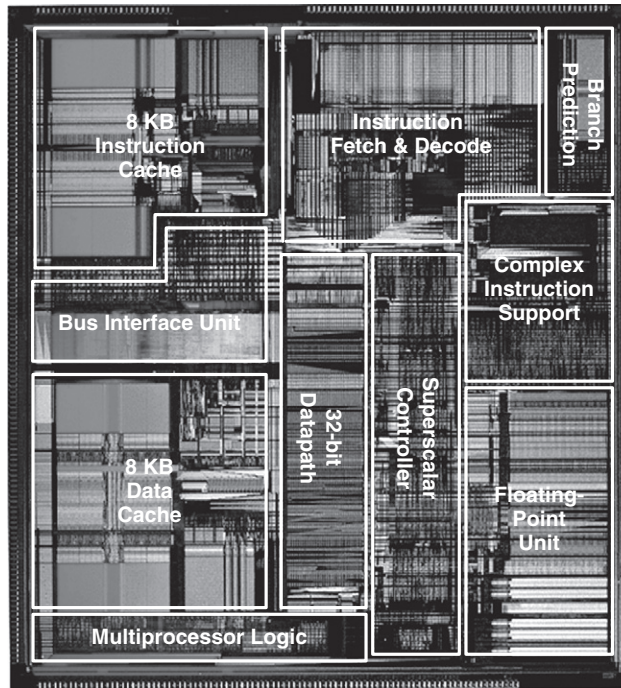 8 KB
Instruction
Cache
Instruction
Fetch & Decode
Branch
Prediction
Complex
Instruction
Support
Bus Interface Unit
8 KB
Data
Cache
32-bit
Datapath
Superscalar
Controller
Floating-
Point
Unit
Multiprocessor Logic